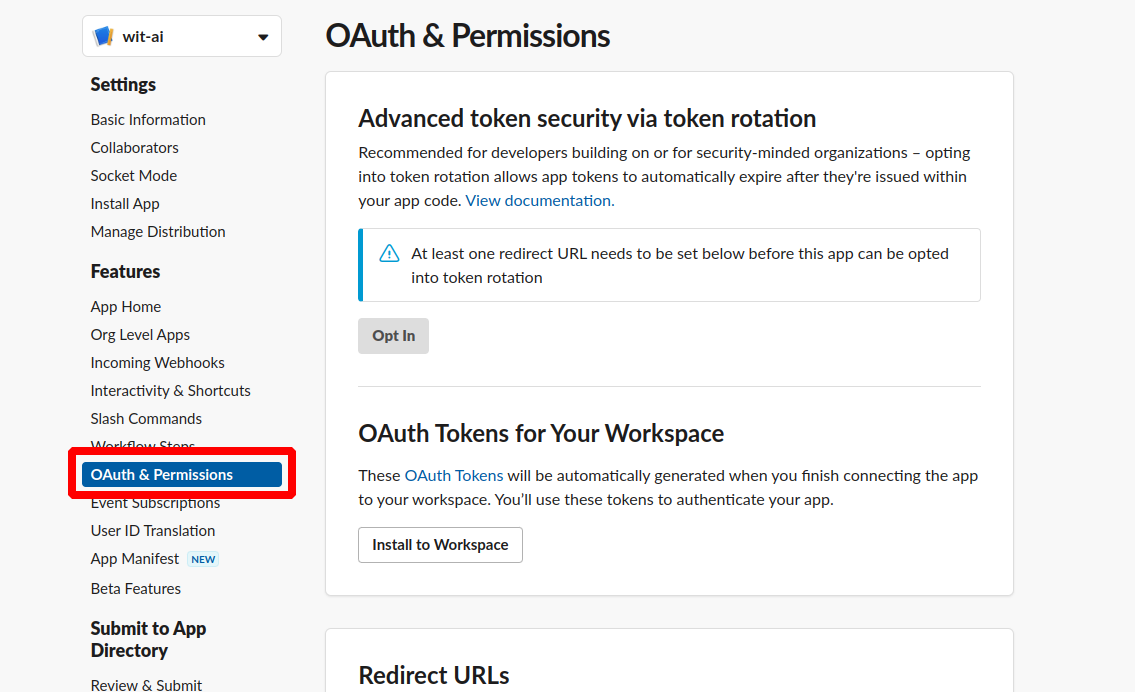 wit-ai
Settings
Basic Information
Collaborators
Socket Mode
Install App
Manage Distribution
Features
App Home
Org Level Apps
Incoming Webhooks
Interactivity & Shortcuts
Slash Commands
Workflow Steps
OAuth & Permissions
Event Subscriptions
User ID Translation
App Manifest NEW
Beta Features
Submit to App
Directory
Review & Submit
OAuth & Permissions
Advanced token security via token rotation
Recommended for developers building on or for security-minded organizations – opting
into token rotation allows app tokens to automatically expire after they're issued within
your app code. View documentation.
At least one redirect URL needs to be set below before this app can be opted
into token rotation
Opt In
OAuth Tokens for Your Workspace
These OAuth Tokens will be automatically generated when you finish connecting the app
to your workspace. You’ll use these tokens to authenticate your app.
Install to Workspace
Redirect URLs